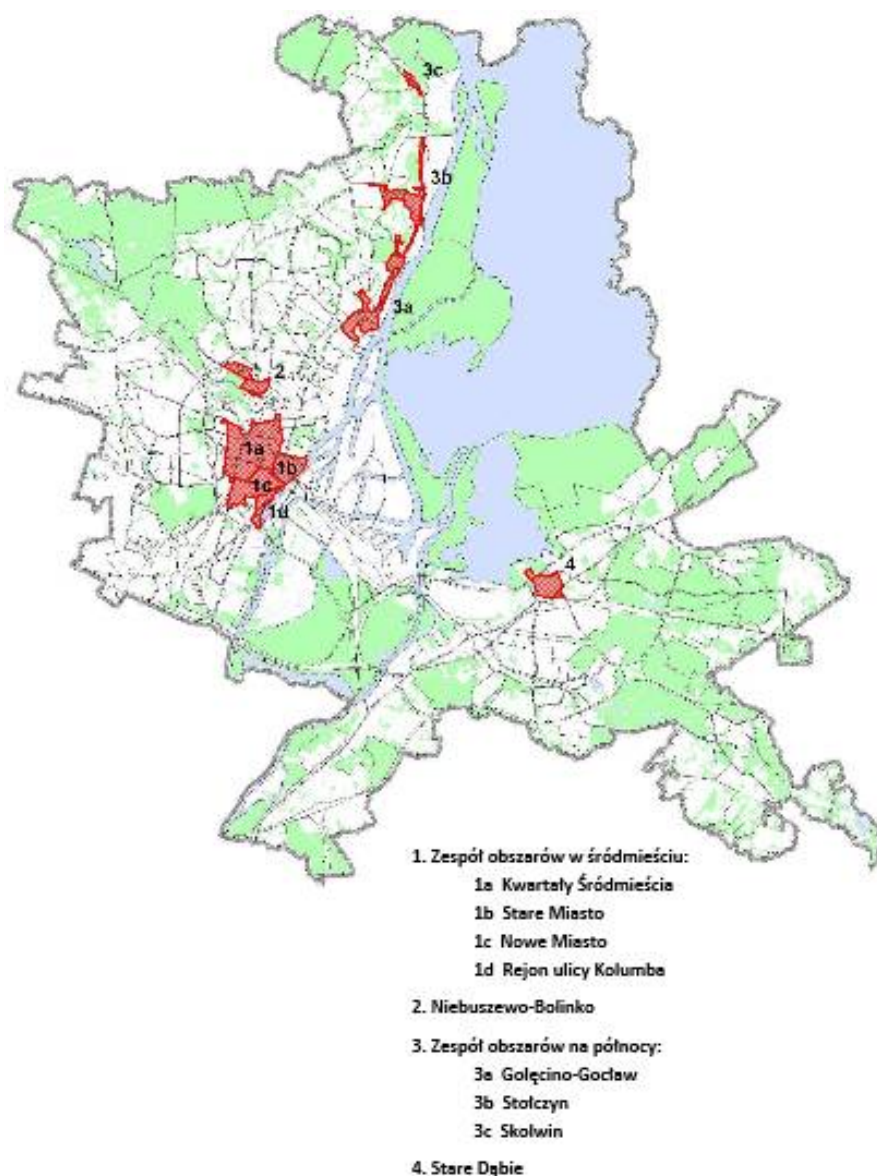 3c
3b
3a
2
1a
1b
1c
1d
4
1. Zespół obszarów w śródmieściu:
1a Kwartały Śródmieścia
1b Stare Miasto
1c Nowe Miasto
1d Rejon ulicy Kolumba
2. Niebuszewo-Bolinko
3. Zespół obszarów na północy:
3a Golęcino-Gocław
3b Stołczyn
3c Skolwin
4. Stare Dąbie